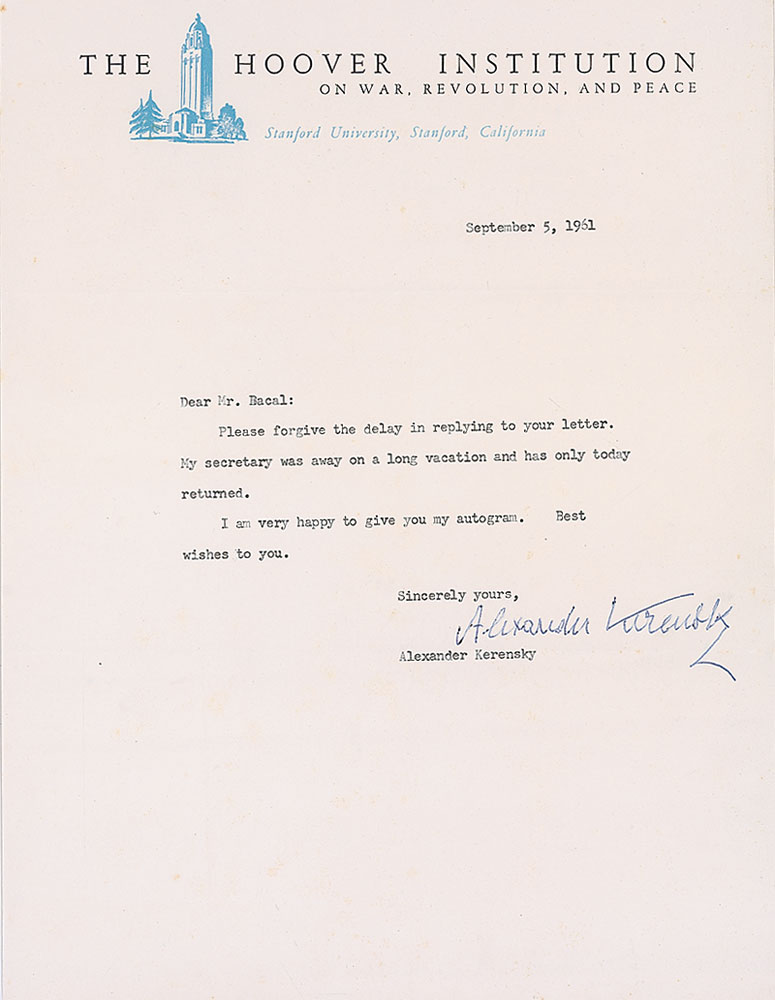 THE HOOVER INSTITUTION
ON WAR, REVOLUTION, AND PEACE
Stanford University, Stanford, California
September 5, 1961
Dear Mr. Bacal:
Please forgive the delay in replying to your letter.
My secretary was away on a long vacation and has only today
returned.
I am very happy to give you my autogram. Best
wishes to you.
Sincerely yours,
Alexander Kerensky
Alexander Kerensky